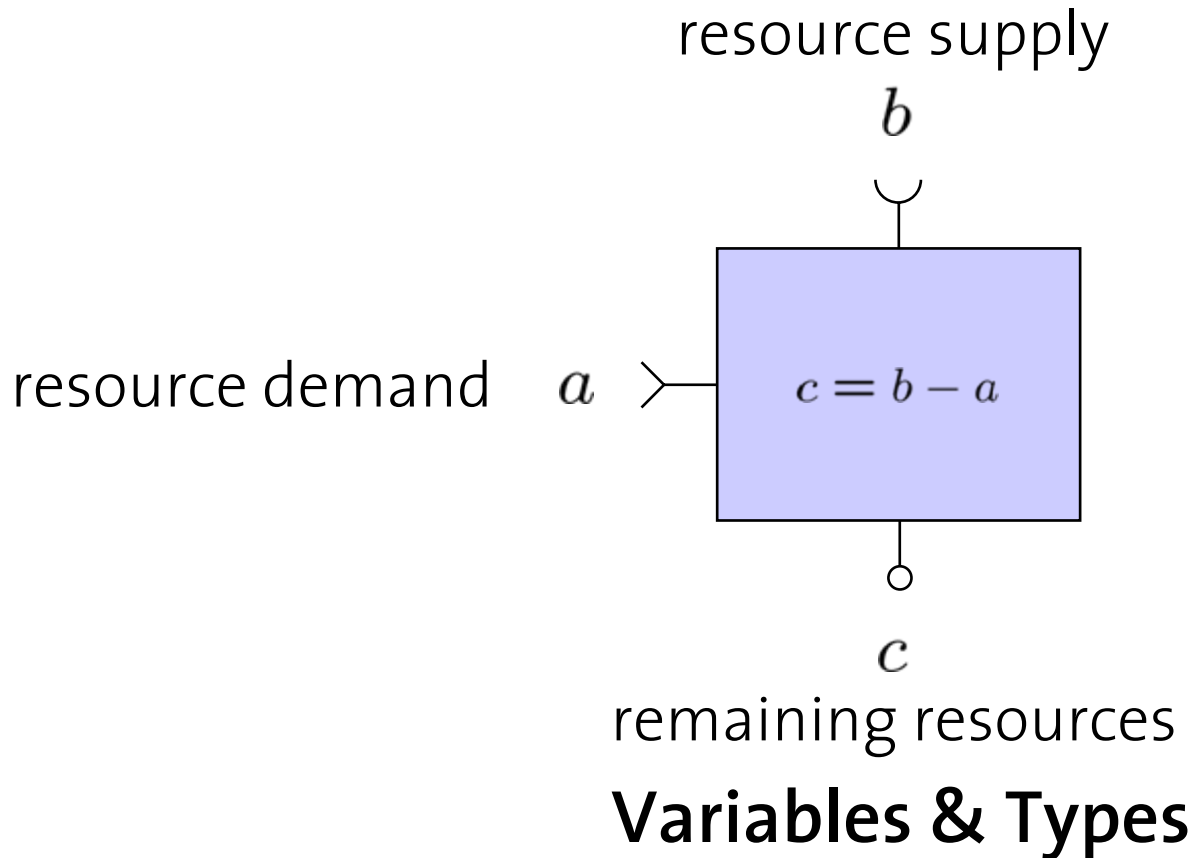 resource supply
b
resource demand a
c = b − a
c
remaining resources
Variables & Types